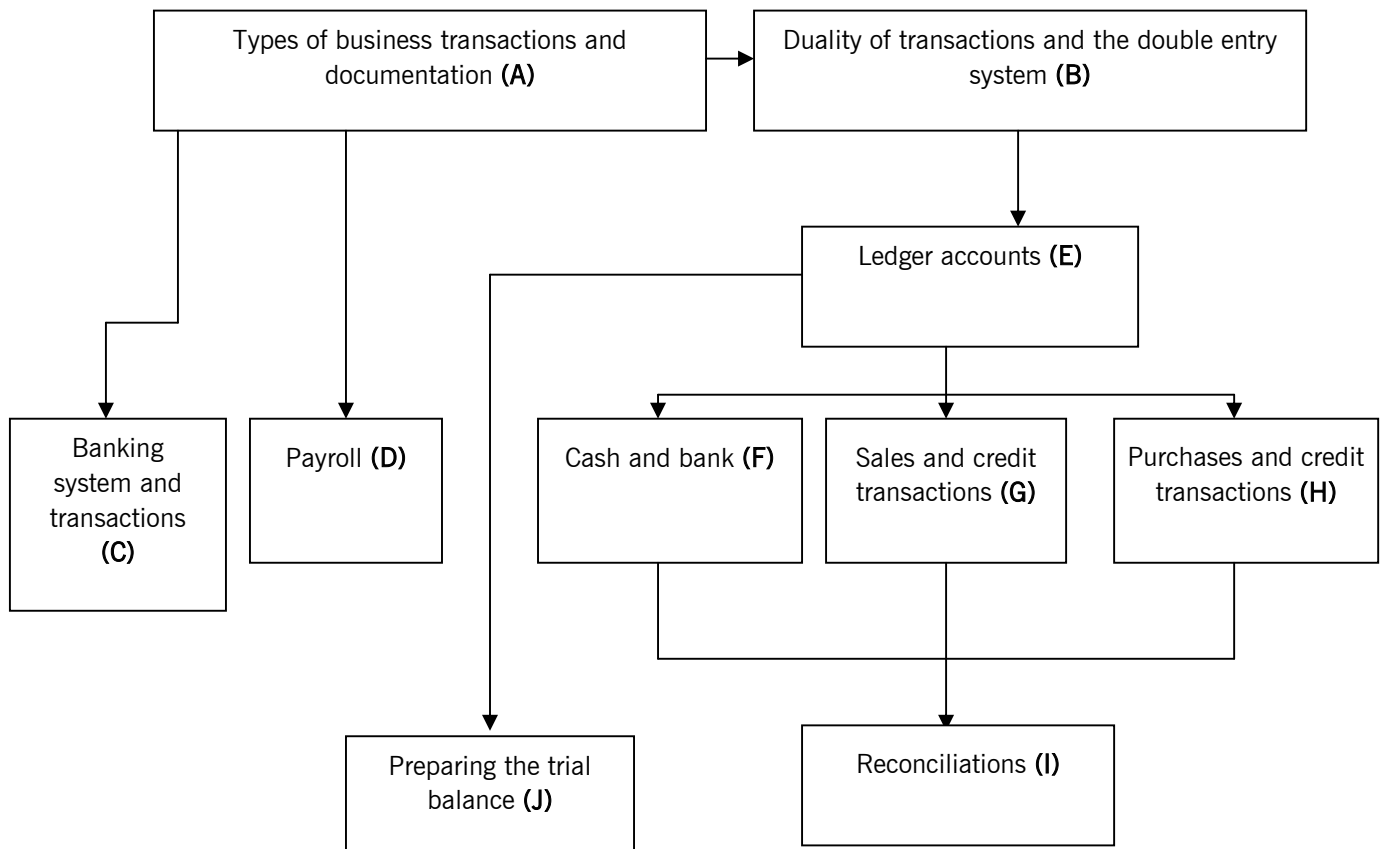 Types of business transactions and
documentation (A)
Duality of transactions and the double entry
system (B)
Ledger accounts (E)
Banking
system and
transactions
(C)
Payroll (D)
Cash and bank (F)
Sales and credit
transactions (G)
Purchases and credit
transactions (H)
Preparing the trial
balance (J)
Reconciliations (I)